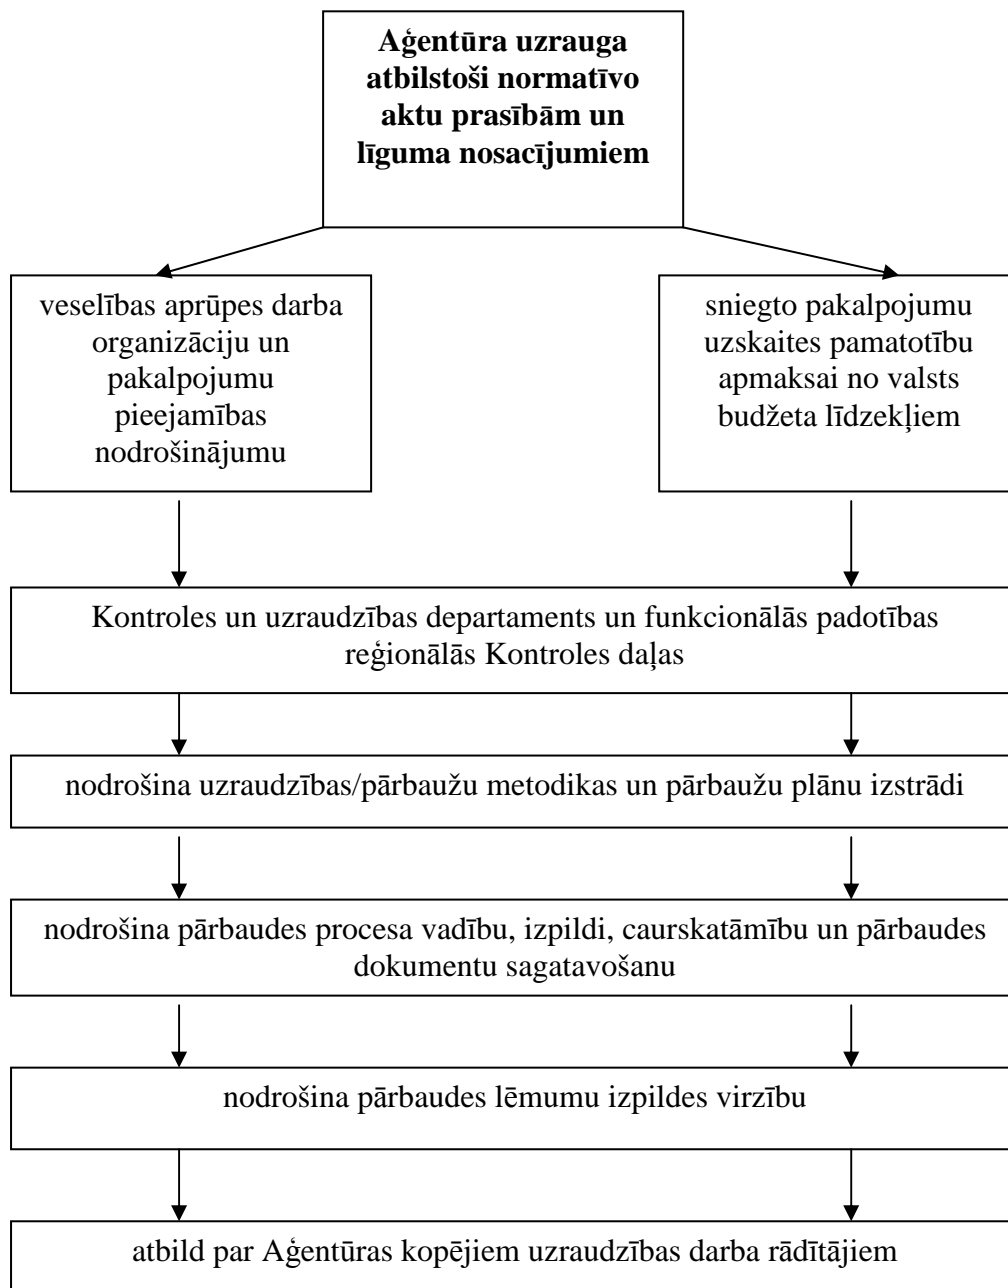 Aģentūra uzrauga
atbilstoši normatīvo
aktu prasībām un
līguma nosacījumiem
veselības aprūpes darba
organizāciju un
pakalpojumu
pieejamības
nodrošinājumu
sniegto pakalpojumu
uzskaites pamatotību
apmaksai no valsts
budžeta līdzekļiem
Kontroles un uzraudzības departaments un funkcionālās padotības
reģionālās Kontroles daļas
nodrošina uzraudzības/pārbaužu metodikas un pārbaužu plānu izstrādi
nodrošina pārbaudes procesa vadību, izpildi, caurskatāmību un pārbaudes
dokumentu sagatavošanu
nodrošina pārbaudes lēmumu izpildes virzību
atbild par Aģentūras kopējiem uzraudzības darba rādītājiem